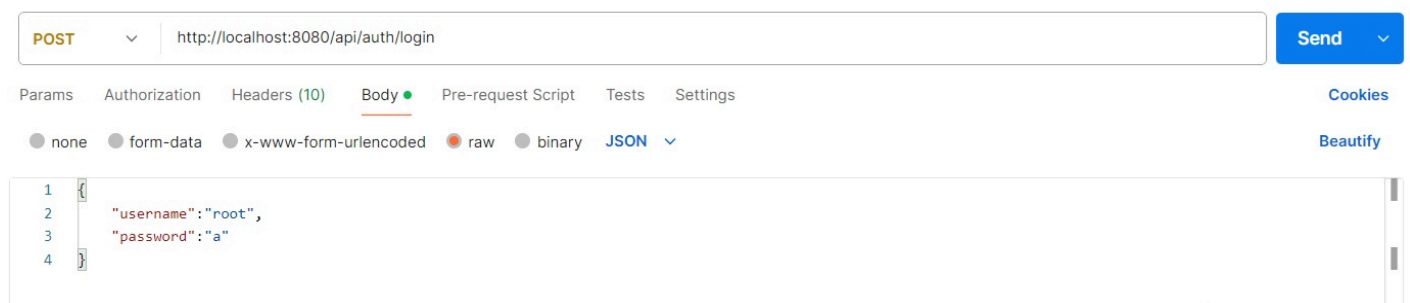 POST http://localhost:8080/api/auth/login Send
Params Authorization Headers (10) Body Pre-request Script Tests Settings Cookies
none form-data x-www-form-urlencoded raw binary JSON Beautify
1 {
2 "username":"root",
3 "password":"a"
4 }